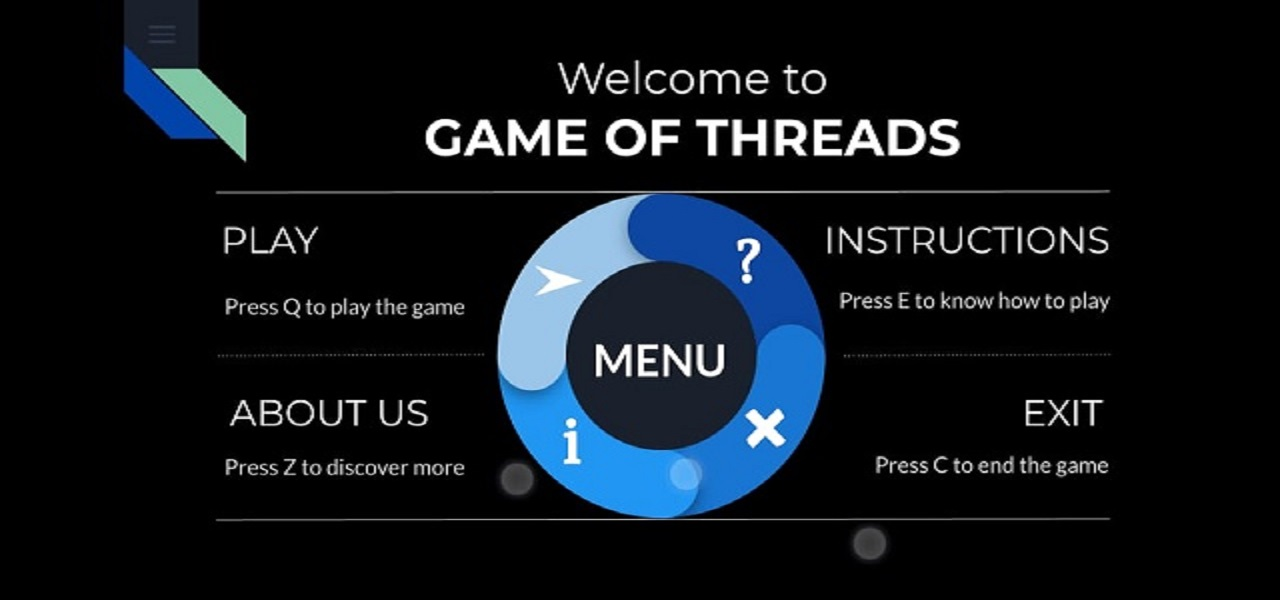 Welcome to
GAME OF THREADS
PLAY
Press Q to play the game
INSTRUCTIONS
Press E to know how to play
?
MENU
ABOUT US
Press Z to discover more
i
EXIT
Press C to end the game